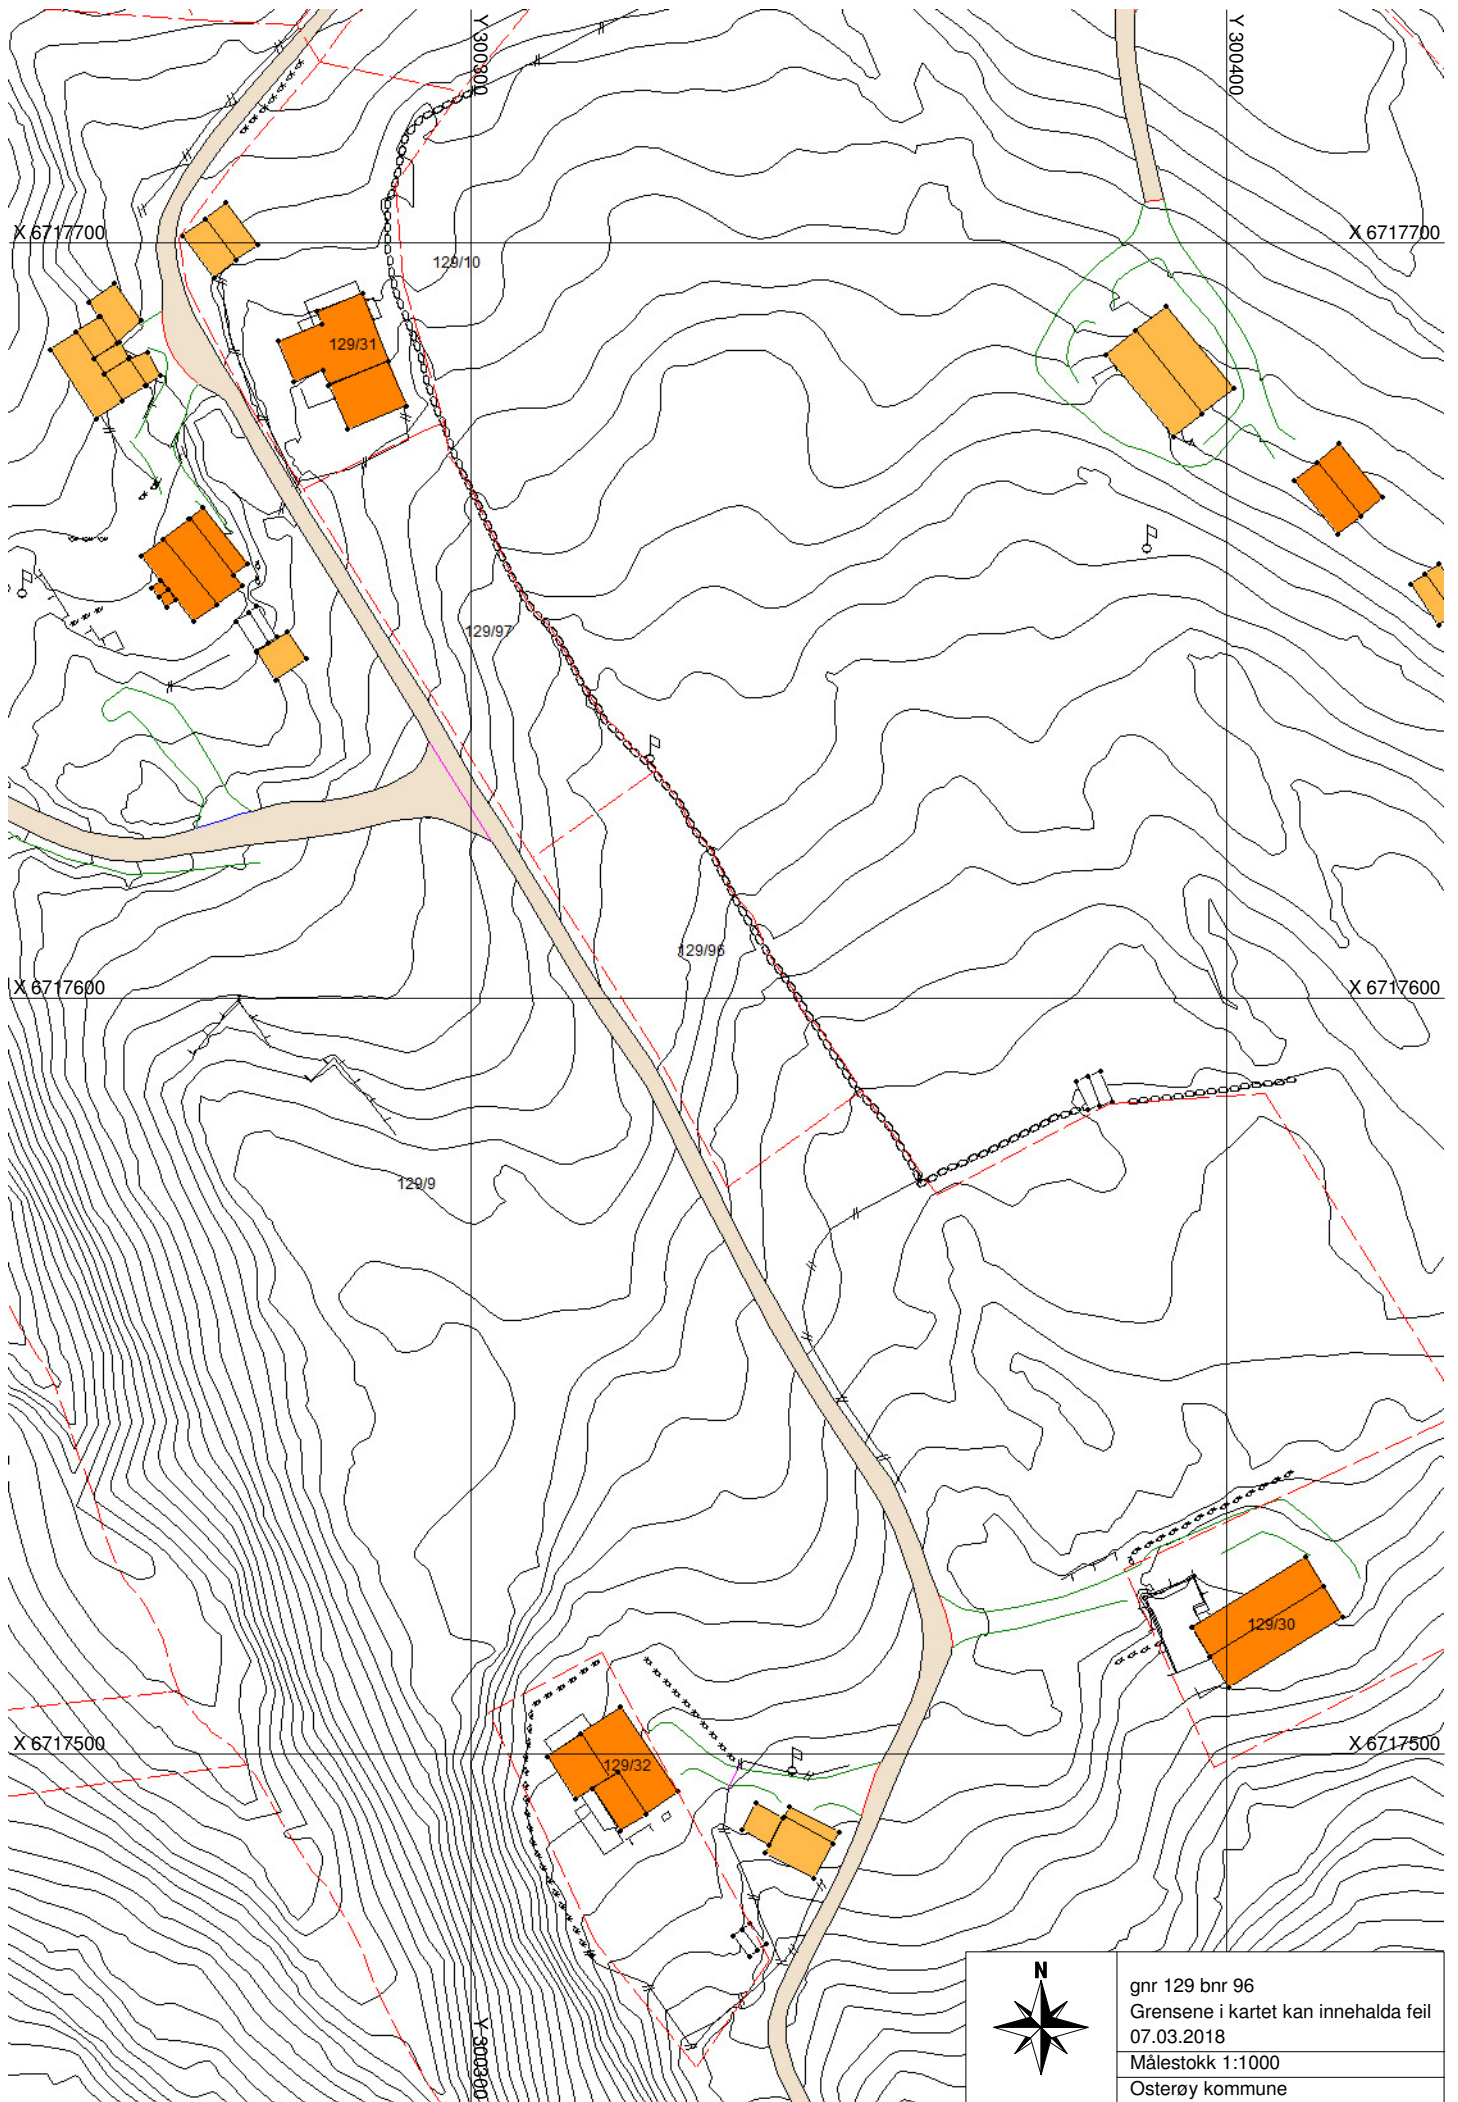 Y 300300
Y 300400
X 6717700
X 6717700
129/10
129/31
129/97
129/96
X 6717600
X 6717600
129/9
129/30
X 6717500
X 6717500
129/32
Y 300300
N
gnr 129 bnr 96
Grensene i kartet kan innehalda feil
07.03.2018
Målestokk 1:1000
Osterøy kommune